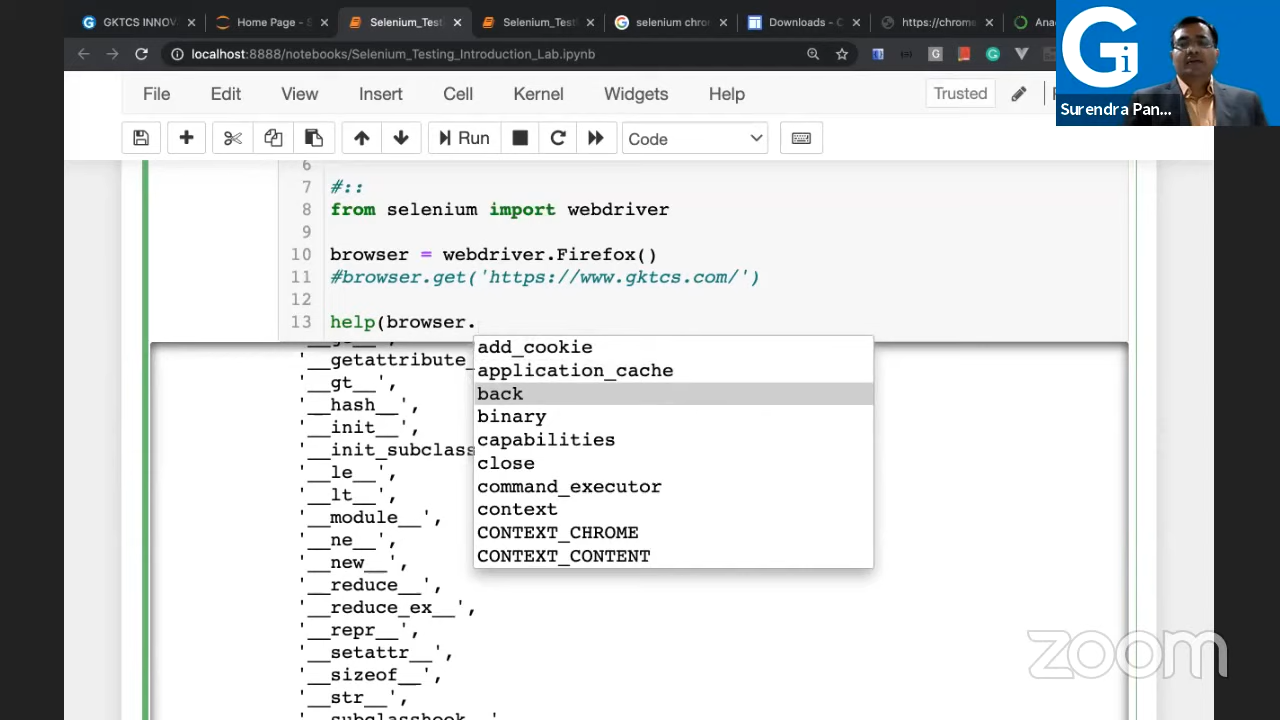 GKTCS INNOV
Home Page - S
Selenium_Test
Selenium_Test
selenium chro
Downloads - C
https://chrome
Ana
localhost:8888/notebooks/Selenium_Testing_Introduction_Lab.ipynb
Gi
Surendra Pan...
File Edit View Insert Cell Kernel Widgets Help
Trusted
Run
Code
6
7 #::
8 from selenium import webdriver
9
10 browser = webdriver.Firefox()
11 #browser.get('https://www.gktcs.com/')
12
13 help(browser.
add_cookie
application_cache
back
binary
capabilities
close
command_executor
context
CONTEXT_CHROME
CONTEXT_CONTENT
'__getattribute_
'__gt__',
'__hash__',
'__init__',
'__init_subclass
'__le__',
'__lt__',
'__module__',
'__ne__',
'__new__',
'__reduce__',
'__reduce_ex__',
'__repr__',
'__setattr__',
'__sizeof__',
'__str__',
'__subclasshook__'
zoom